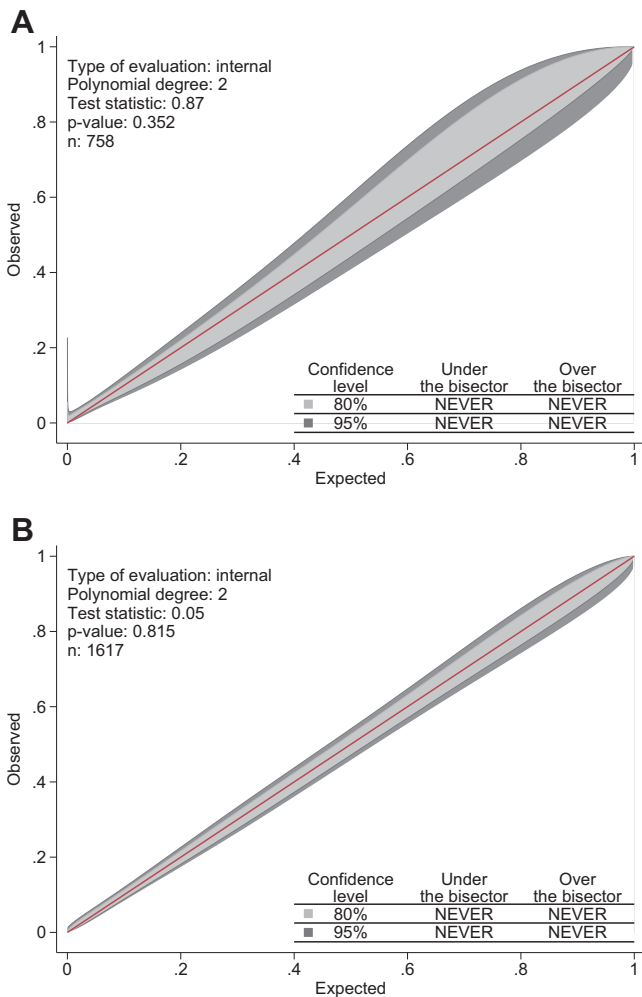 A
Type of evaluation: internal
Polynomial degree: 2
Test statistic: 0.87
p-value: 0.352
n: 758
Observed
1
.8
.6
.4
.2
0
Confidence level Under the bisector Over the bisector
80% NEVER NEVER
95% NEVER NEVER
0 .2 .4 .6 .8 1
Expected
B
Type of evaluation: internal
Polynomial degree: 2
Test statistic: 0.05
p-value: 0.815
n: 1617
Observed
1
.8
.6
.4
.2
0
Confidence level Under the bisector Over the bisector
80% NEVER NEVER
95% NEVER NEVER
0 .2 .4 .6 .8 1
Expected